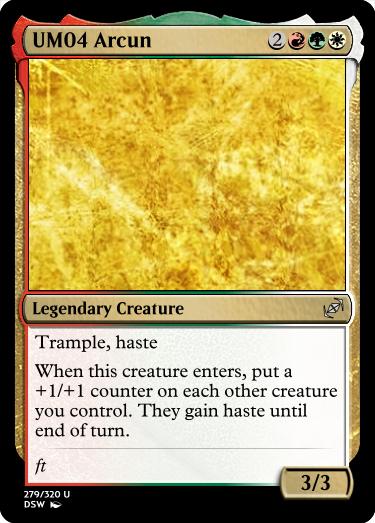 UM04 Arcun 2
Legendary Creature
Trample, haste
When this creature enters, put a
+1/+1 counter on each other creature
you control. They gain haste until
end of turn.
ft
3/3
279/320 U
DSW